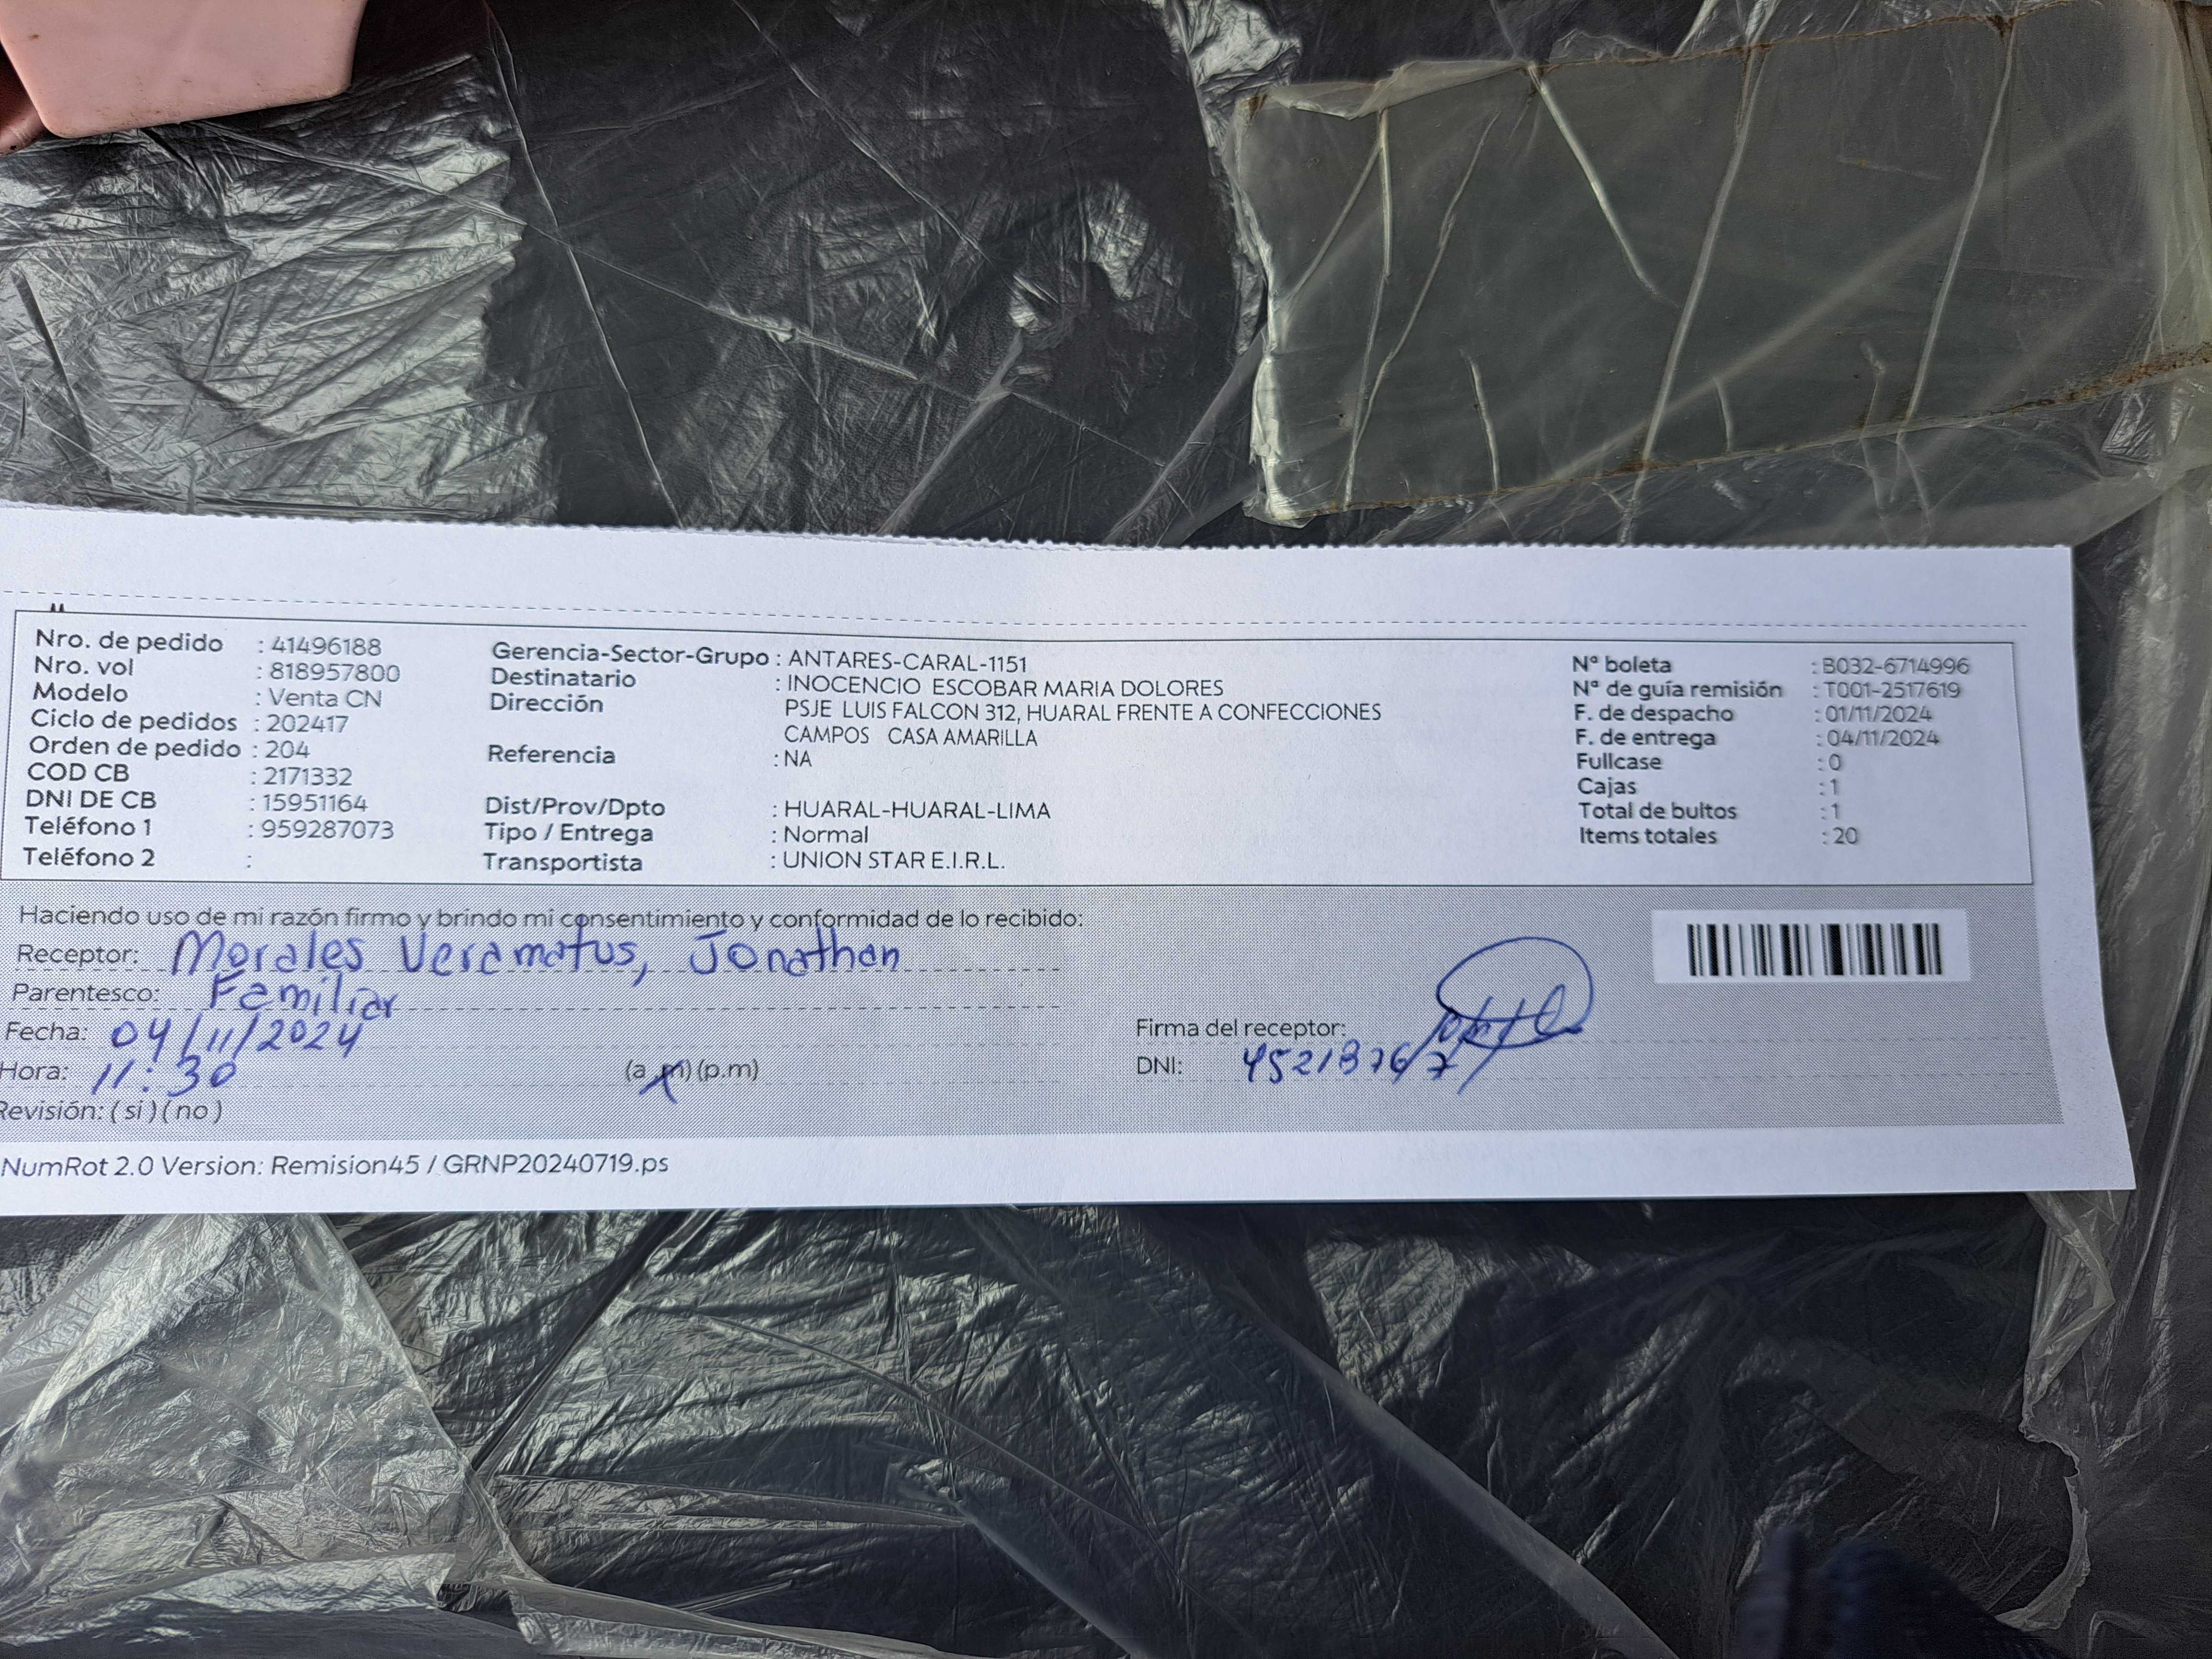 Nro. de pedido : 41496188
Nro. vol : 818957800
Modelo : Venta CN
Ciclo de pedidos : 202417
Orden de pedido : 204
COD CB : 2171332
DNI DE CB : 15951164
Teléfono 1 : 959287073
Teléfono 2 :
Gerencia-Sector-Grupo : ANTARES-CARAL-1151
Destinatario : INOCENCIO ESCOBAR MARIA DOLORES
Dirección PSJE LUIS FALCON 312, HUARAL FRENTE A CONFECCIONES
CAMPOS CASA AMARILLA
Referencia : NA
Dist/Prov/Dpto : HUARAL-HUARAL-LIMA
Tipo / Entrega : Normal
Transportista : UNION STAR E.I.R.L.
Nº boleta : B032-6714996
Nº de guía remisión : T001-2517619
F. de despacho : 01/11/2024
F. de entrega : 04/11/2024
Fullcase : 0
Cajas : 1
Total de bultos : 1
Items totales : 20
Haciendo uso de mi razón firmo y brindo mi consentimiento y conformidad de lo recibido:
Receptor: Morales Veramatus, Jonathan
Parentesco: Familiar
Fecha: 04/11/2024
Hora: 11:30 (a.m) (p.m)
Revisión: ( si ) ( no )
Firma del receptor:
DNI: 45218767
NumRot 2.0 Version: Remision45 / GRNP20240719.ps